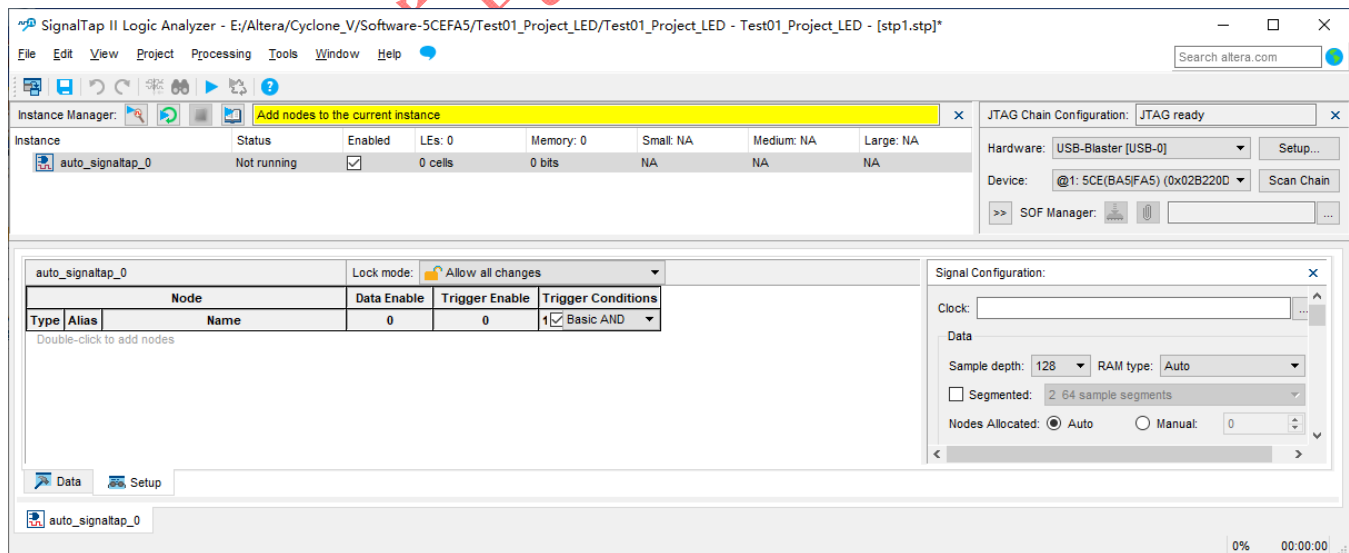 SignalTap II Logic Analyzer - E:/Altera/Cyclone_V/Software-5CEFA5/Test01_Project_LED/Test01_Project_LED - Test01_Project_LED - [stp1.stp]*
File Edit View Project Processing Tools Window Help
Search altera.com
Instance Manager: Add nodes to the current instance
JTAG Chain Configuration: JTAG ready
Instance Status Enabled LEs: 0 Memory: 0 Small: NA Medium: NA Large: NA
auto_signaltap_0 Not running 0 cells 0 bits NA NA NA
Hardware: USB-Blaster [USB-0] Setup...
Device: @1: 5CE(BA5|FA5) (0x02B220D Scan Chain
>> SOF Manager: ...
auto_signaltap_0 Lock mode: Allow all changes
Signal Configuration:
Node Data Enable Trigger Enable Trigger Conditions
Type Alias Name 0 0 1 Basic AND
Double-click to add nodes
Clock: ...
Data
Sample depth: 128 RAM type: Auto
Segmented: 2 64 sample segments
Nodes Allocated: Auto Manual: 0
Data Setup
auto_signaltap_0
0% 00:00:00